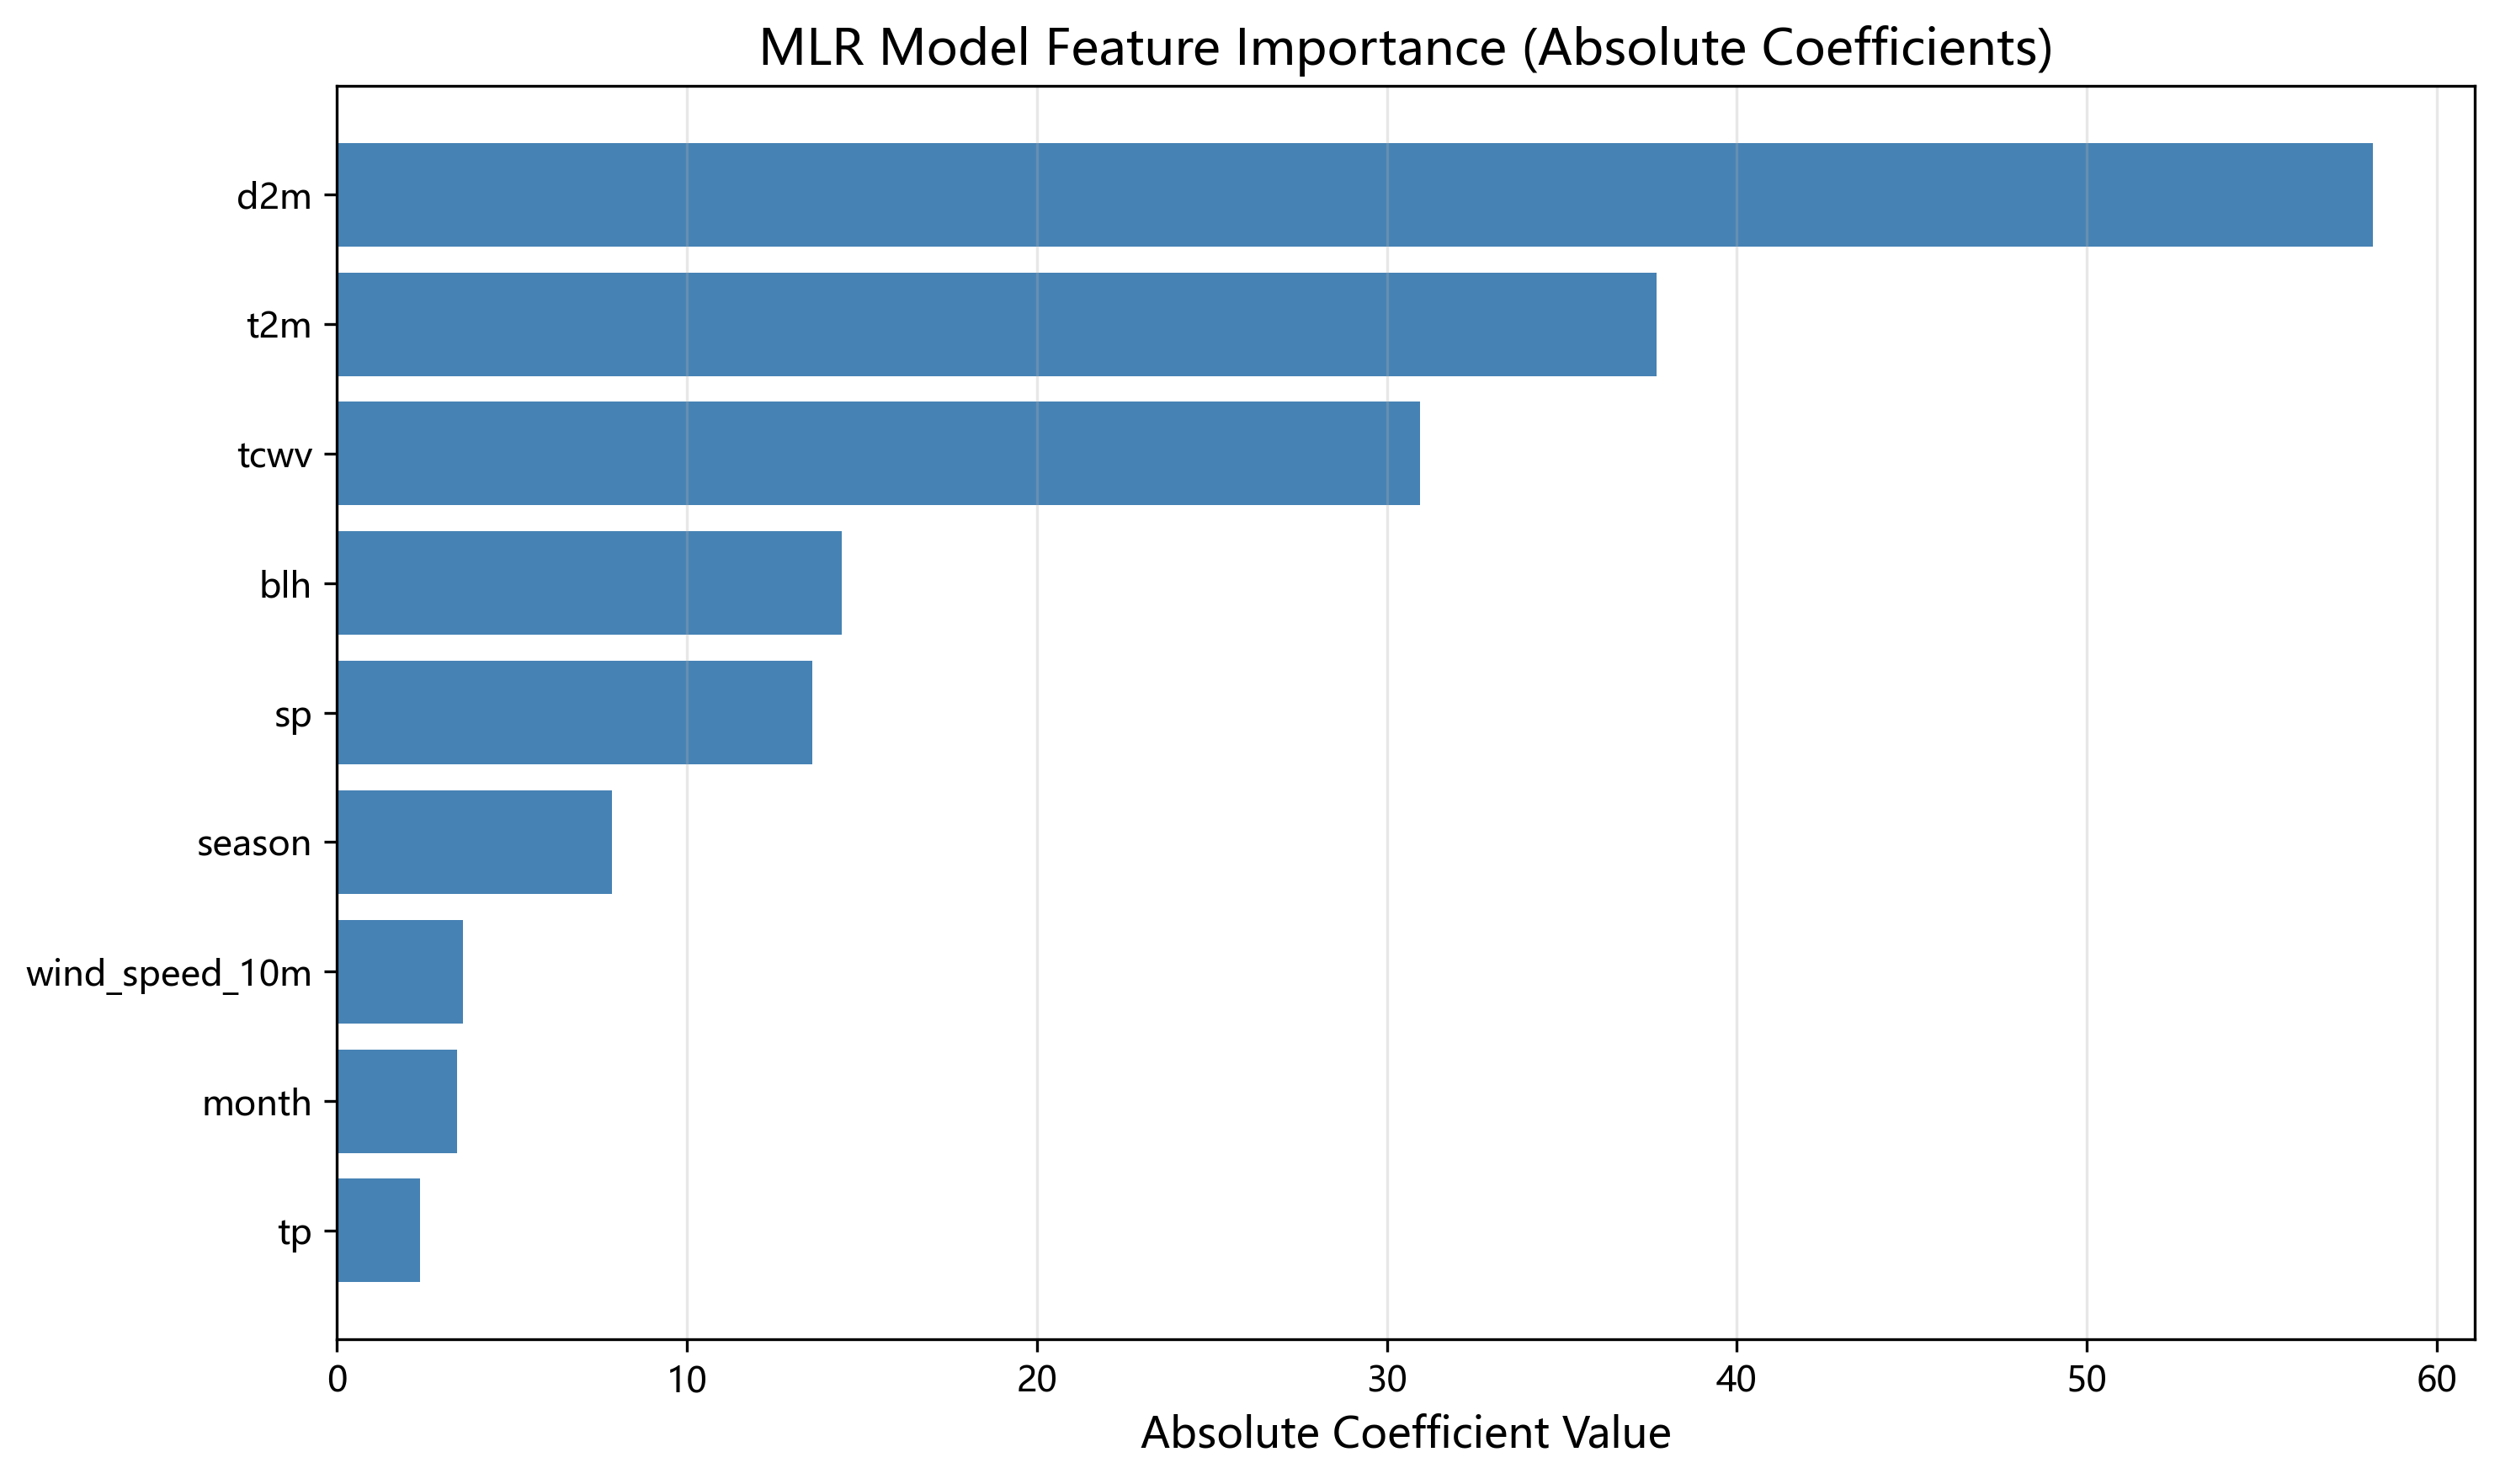 MLR Model Feature Importance (Absolute Coefficients)
d2m
t2m
tcwv
blh
sp
season
wind_speed_10m
month
tp
0 10 20 30 40 50 60
Absolute Coefficient Value